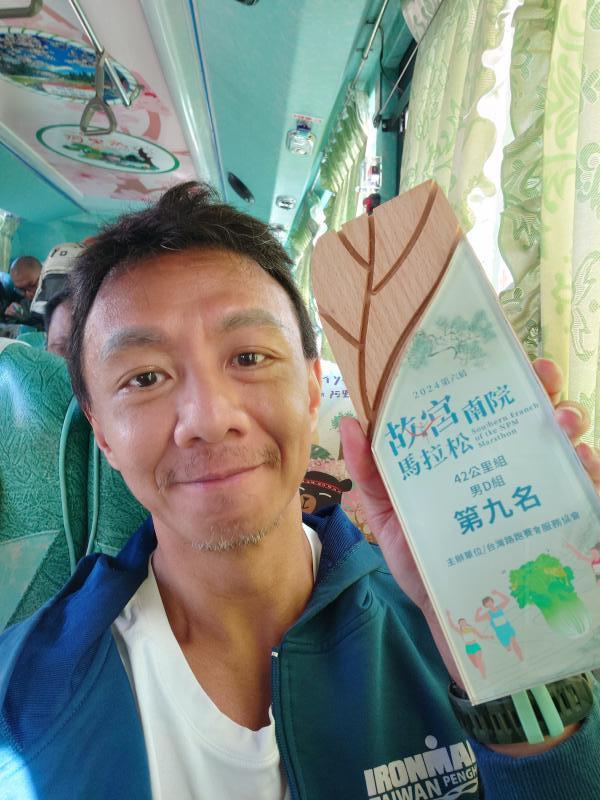 2024第六屆
故宮南院
馬拉松
Southern Branch
of the NPM
Marathon
42公里組
男D組
第九名
主辦單位/台灣路跑賽會服務協會
IRONMAN
TAIWAN PENGHU